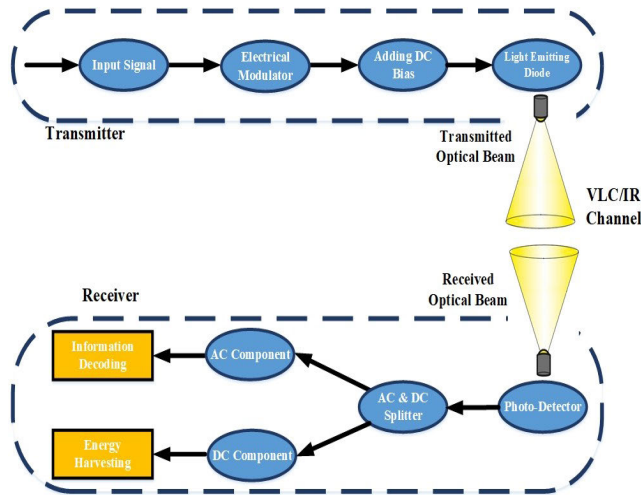 Input Signal
Electrical
Modulator
Adding DC
Bias
Light Emitting
Diode
Transmitter
Transmitted
Optical Beam
VLC/IR
Channel
Received
Optical Beam
Receiver
Information
Decoding
AC Component
AC & DC
Splitter
Photo-Detector
Energy
Harvesting
DC Component